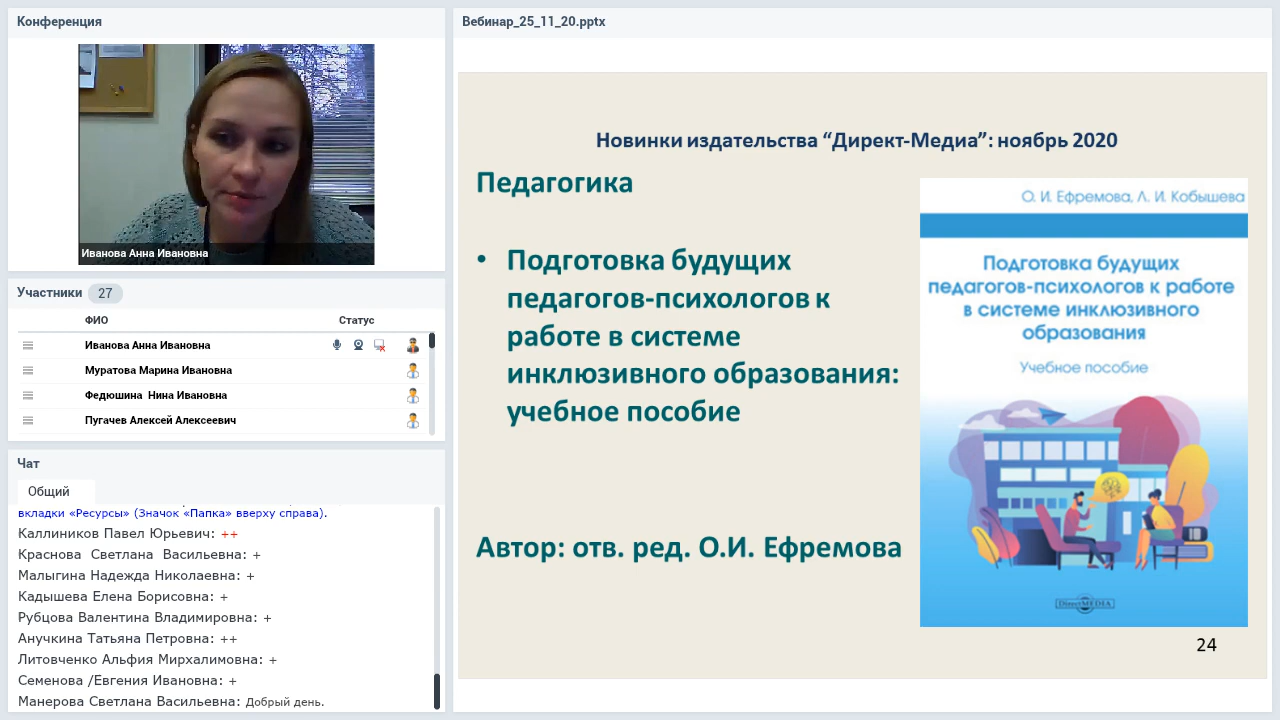 Конференция
Иванова Анна Ивановна
Участники 27
ФИО Статус
Иванова Анна Ивановна
Муратова Марина Ивановна
Федюшина Нина Ивановна
Пугачев Алексей Алексеевич
Чат
Общий
вкладки «Ресурсы» (Значок «Папка» вверху справа).
Каллиников Павел Юрьевич: ++
Краснова Светлана Васильевна: +
Малыгина Надежда Николаевна: +
Кадышева Елена Борисовна: +
Рубцова Валентина Владимировна: +
Анучкина Татьяна Петровна: ++
Литовченко Альфия Мирхалимовна: +
Семенова /Евгения Ивановна: +
Манерова Светлана Васильевна: Добрый день.
Вебинар_25_11_20.pptx
Новинки издательства “Директ-Медиа”: ноябрь 2020
Педагогика
• Подготовка будущих
педагогов-психологов к
работе в системе
инклюзивного образования:
учебное пособие
Автор: отв. ред. О.И. Ефремова
О. И. Ефремова, Л. И. Кобышева
Подготовка будущих
педагогов-психологов к работе
в системе инклюзивного
образования
Учебное пособие
DirectMEDIA
24